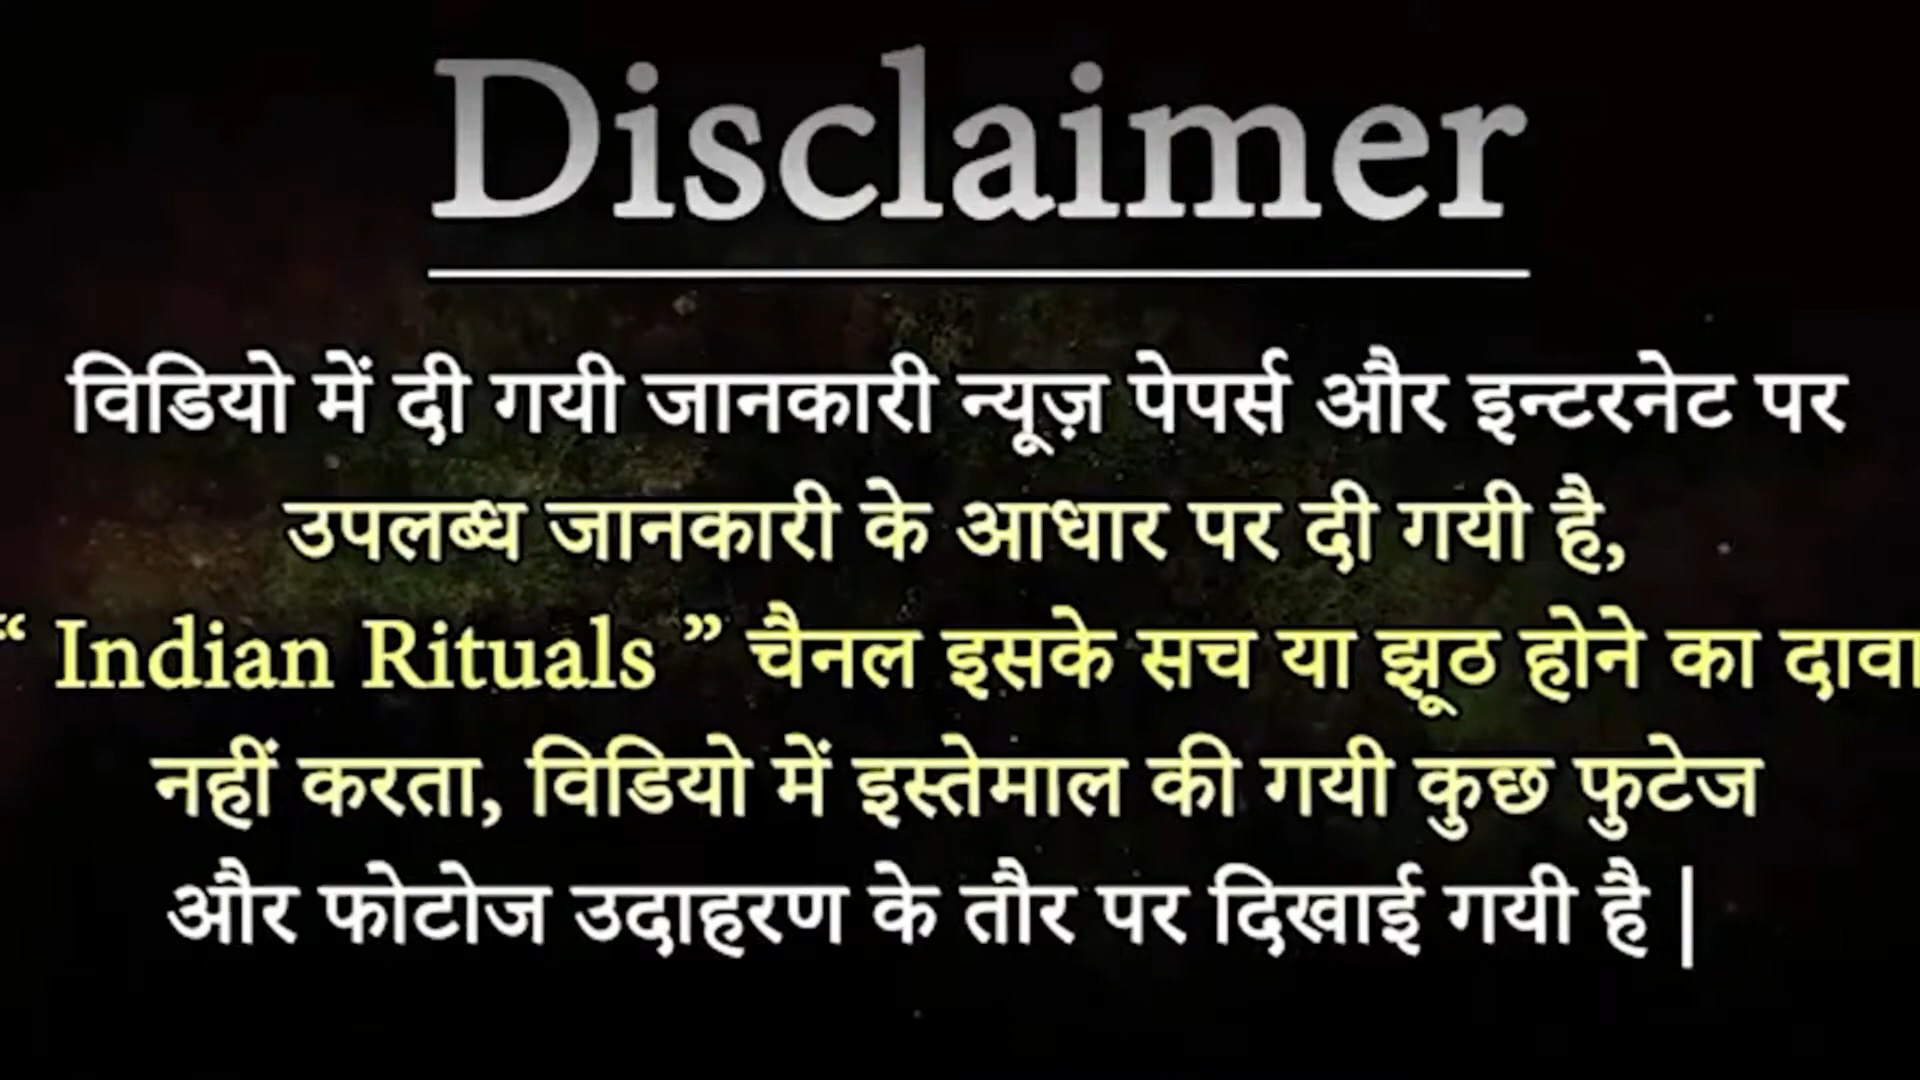 Disclaimer
विडियो में दी गयी जानकारी न्यूज़ पेपर्स और इन्टरनेट पर
उपलब्ध जानकारी के आधार पर दी गयी है,
“ Indian Rituals ” चैनल इसके सच या झूठ होने का दावा
नहीं करता, विडियो में इस्तेमाल की गयी कुछ फुटेज
और फोटोज उदाहरण के तौर पर दिखाई गयी है |